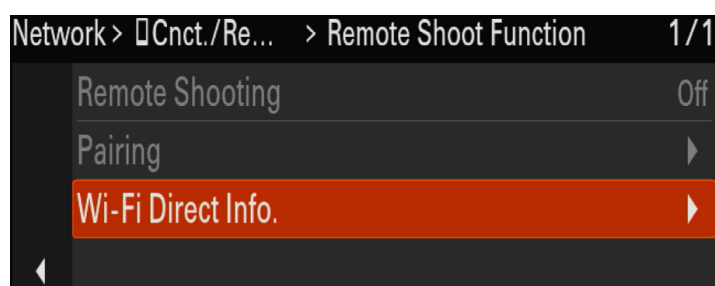 Network > ▯Cnct./Re... > Remote Shoot Function 1/1
Remote Shooting Off
Pairing
Wi-Fi Direct Info.